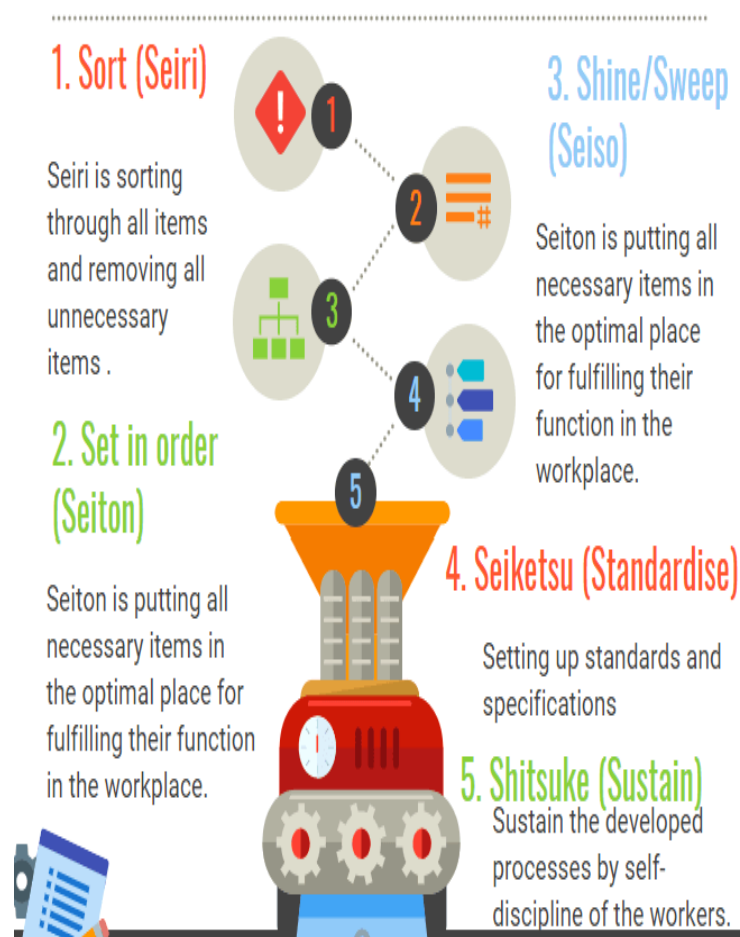 1. Sort (Seiri)
Seiri is sorting
through all items
and removing all
unnecessary
items .
2. Set in order
(Seiton)
Seiton is putting all
necessary items in
the optimal place for
fulfilling their function
in the workplace.
1
2
#
3
4
5
3. Shine/Sweep
(Seiso)
Seiton is putting all
necessary items in
the optimal place
for fulfilling their
function in the
workplace.
4. Seiketsu (Standardise)
Setting up standards and
specifications
5. Shitsuke (Sustain)
Sustain the developed
processes by self-
discipline of the workers.